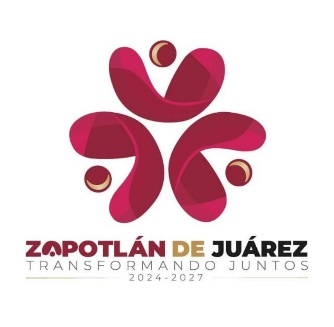 ZAPOTLÁN DE JUÁREZ
TRANSFORMANDO JUNTOS
2024-2027